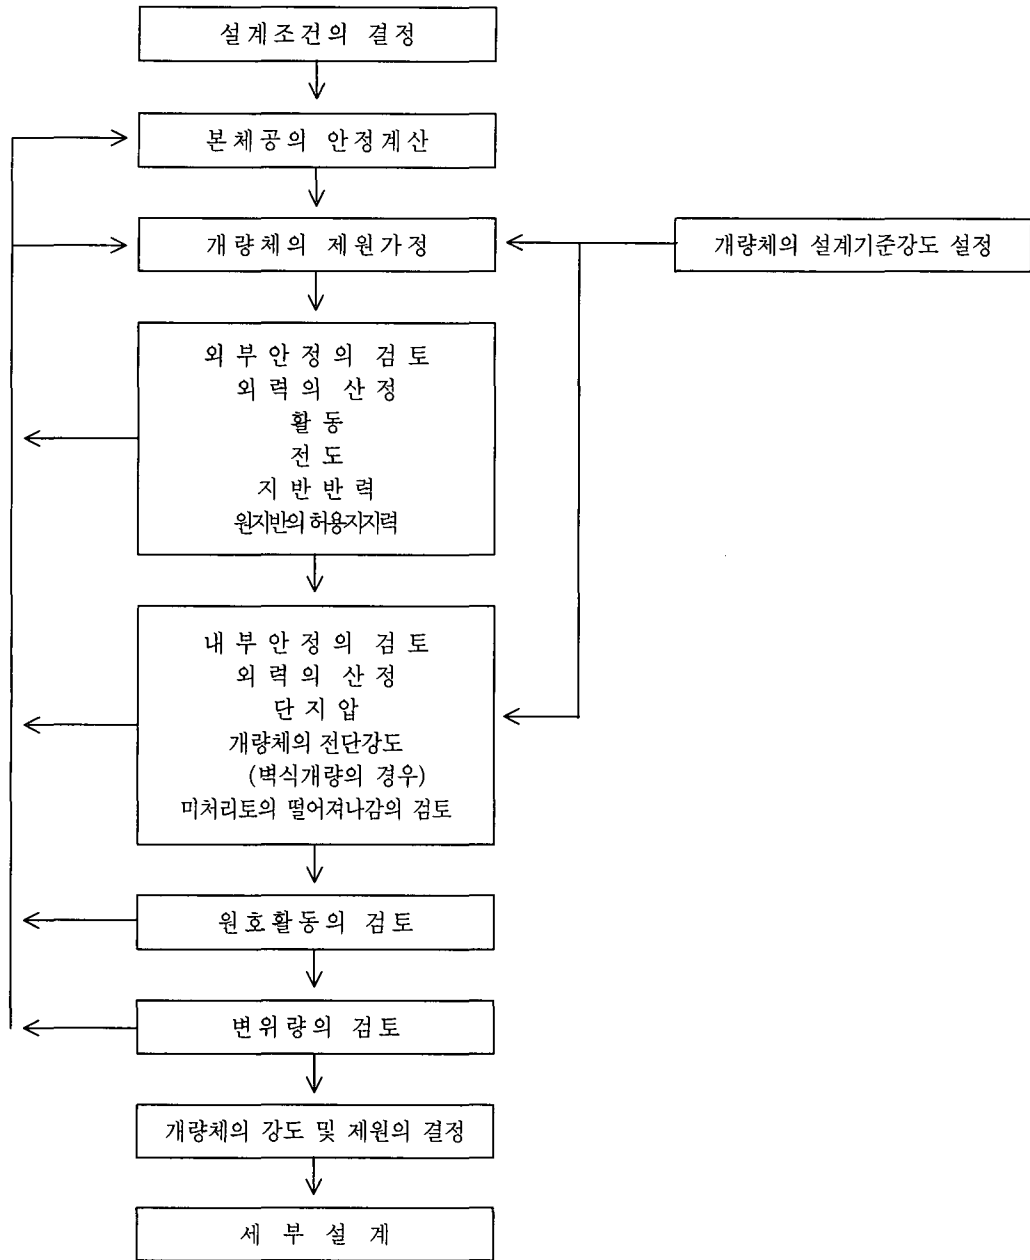 설계조건의 결정
본체공의 안정계산
개량체의 제원가정
개량체의 설계기준강도 설정
외부안정의 검토
외력의 산정
활동
전도
지반반력
원지반의 허용지지력
내부안정의 검토
외력의 산정
단지압
개량체의 전단강도
(벽식개량의 경우)
미처리토의 떨어져나감의 검토
원호활동의 검토
변위량의 검토
개량체의 강도 및 제원의 결정
세부설계